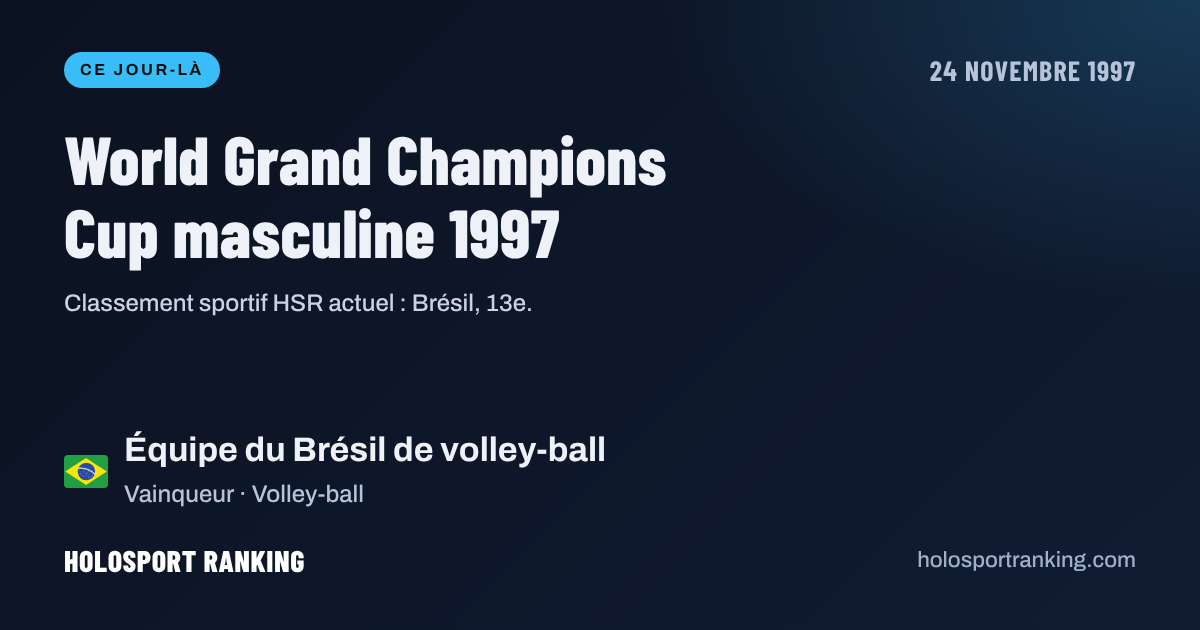 CE JOUR-LÀ
24 NOVEMBRE 1997
World Grand Champions
Cup masculine 1997
Classement sportif HSR actuel : Brésil, 13e.
Équipe du Brésil de volley-ball
Vainqueur · Volley-ball
HOLOSPORT RANKING
holosportranking.com